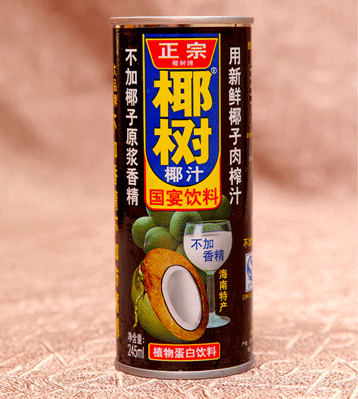 正宗
椰树牌
椰树®
椰汁
国宴饮料
用新鲜椰子肉榨汁
不加椰子原浆香精
不加
香精
海南特产
净含量:
245ml
植物蛋白饮料